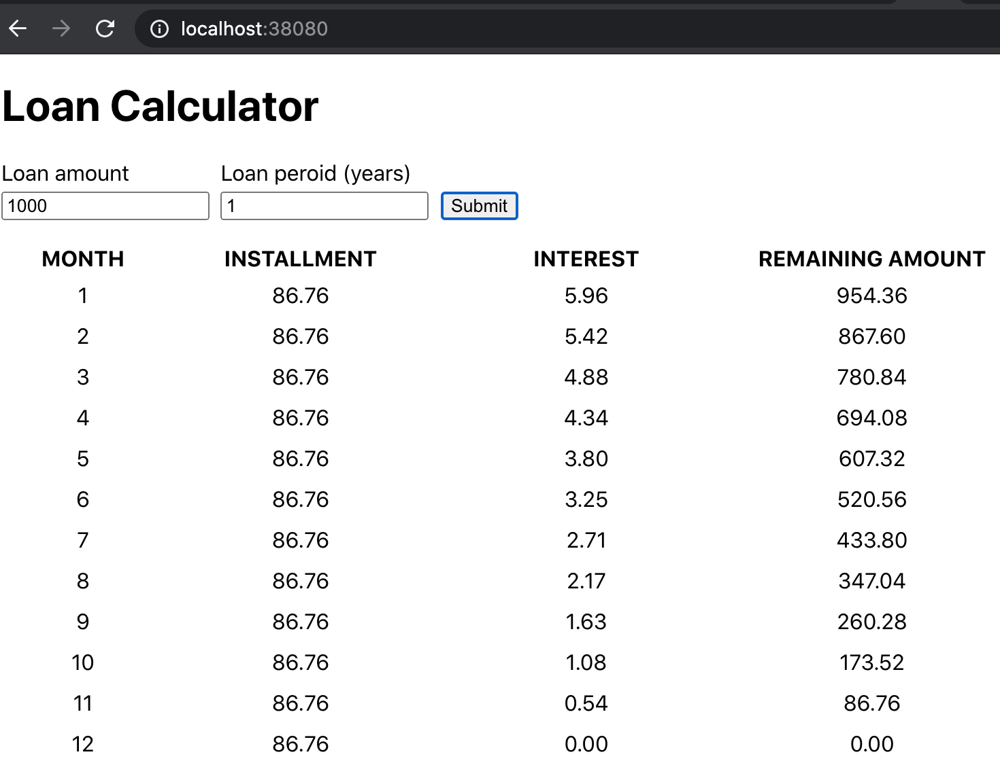 localhost:38080
Loan Calculator
Loan amount Loan peroid (years)
1000 1 Submit
MONTH INSTALLMENT INTEREST REMAINING AMOUNT
1 86.76 5.96 954.36
2 86.76 5.42 867.60
3 86.76 4.88 780.84
4 86.76 4.34 694.08
5 86.76 3.80 607.32
6 86.76 3.25 520.56
7 86.76 2.71 433.80
8 86.76 2.17 347.04
9 86.76 1.63 260.28
10 86.76 1.08 173.52
11 86.76 0.54 86.76
12 86.76 0.00 0.00